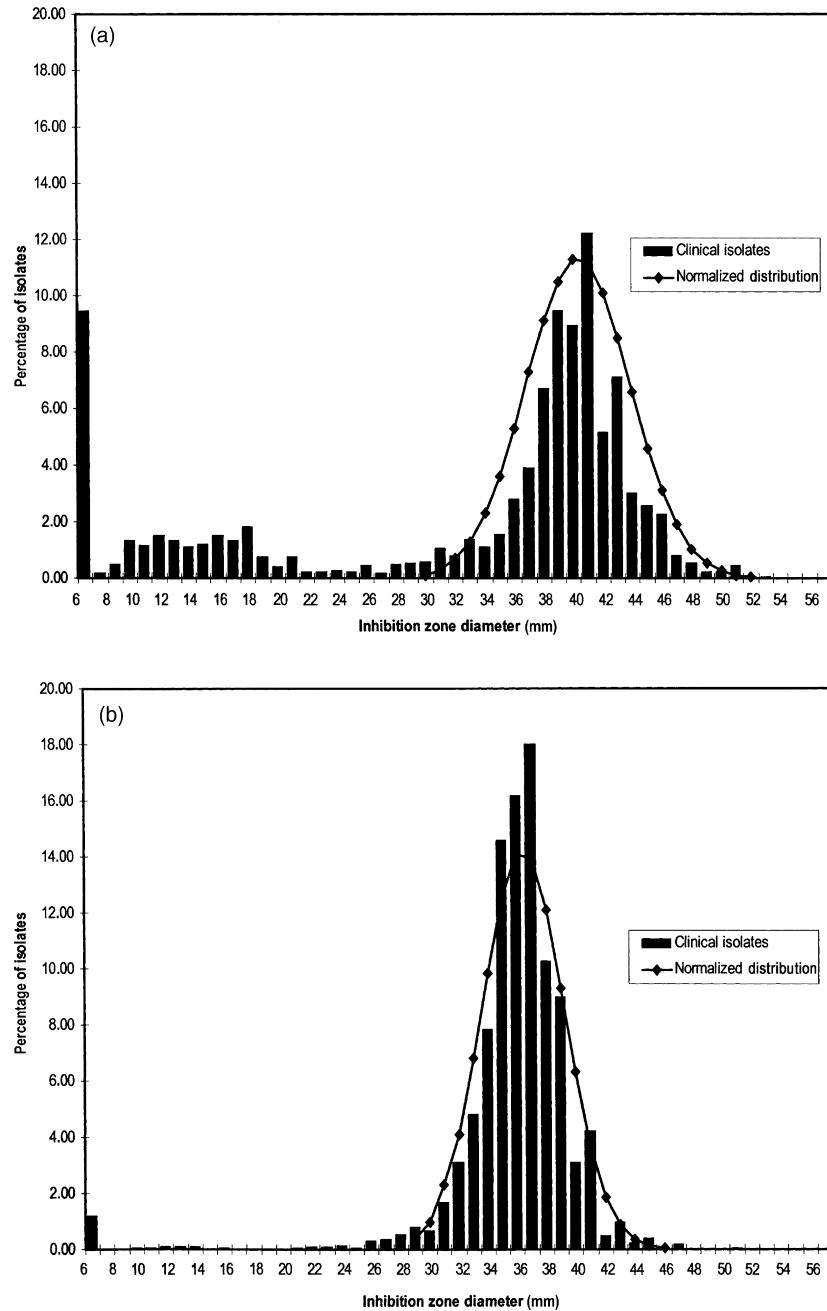 (a)
20.00
18.00
16.00
14.00
12.00
10.00
8.00
6.00
4.00
2.00
0.00
Percentage of isolates
Clinical isolates
Normalized distribution
6 8 10 12 14 16 18 20 22 24 26 28 30 32 34 36 38 40 42 44 46 48 50 52 54 56
Inhibition zone diameter (mm)
(b)
20.00
18.00
16.00
14.00
12.00
10.00
8.00
6.00
4.00
2.00
0.00
Percentage of isolates
Clinical isolates
Normalized distribution
6 8 10 12 14 16 18 20 22 24 26 28 30 32 34 36 38 40 42 44 46 48 50 52 54 56
Inhibition zone diameter (mm)